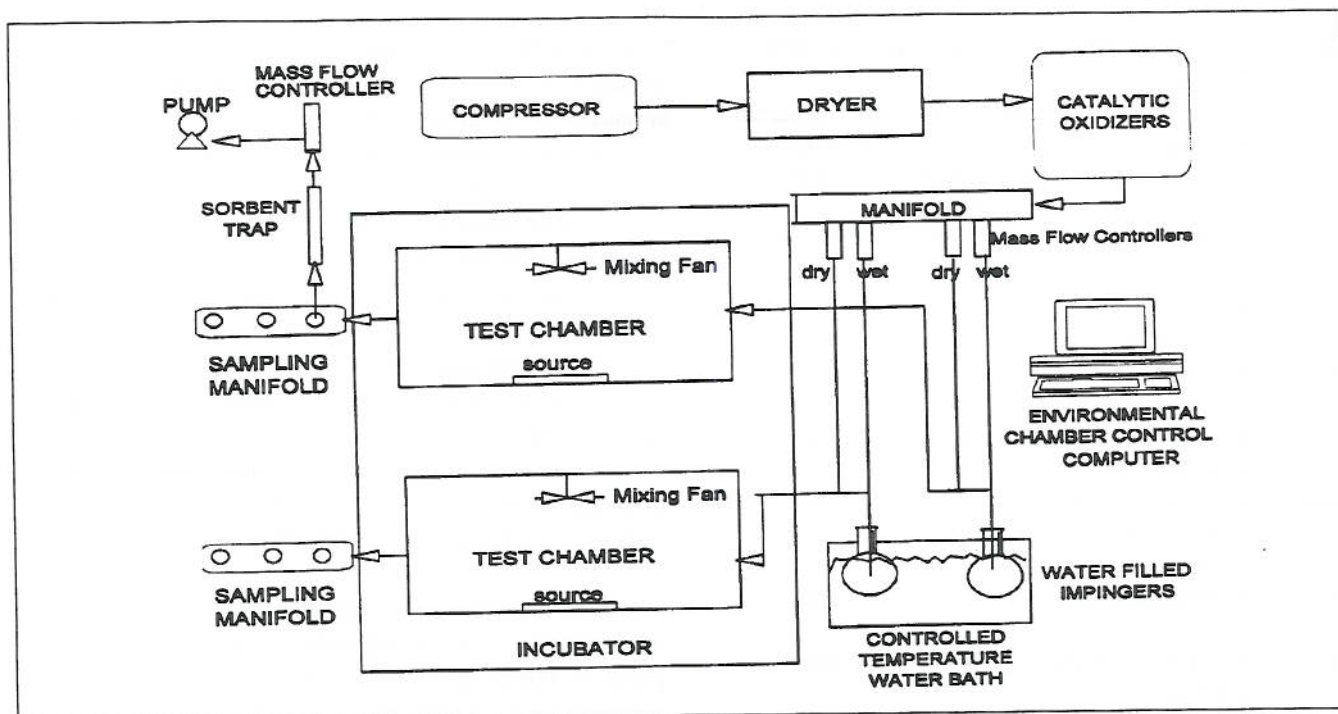 MASS FLOW
CONTROLLER
PUMP
COMPRESSOR
DRYER
CATALYTIC
OXIDIZERS
SORBENT
TRAP
MANIFOLD
Mass Flow Controllers
dry wet dry wet
Mixing Fan
TEST CHAMBER
source
SAMPLING
MANIFOLD
ENVIRONMENTAL
CHAMBER CONTROL
COMPUTER
Mixing Fan
TEST CHAMBER
source
SAMPLING
MANIFOLD
WATER FILLED
IMPINGERS
INCUBATOR
CONTROLLED
TEMPERATURE
WATER BATH